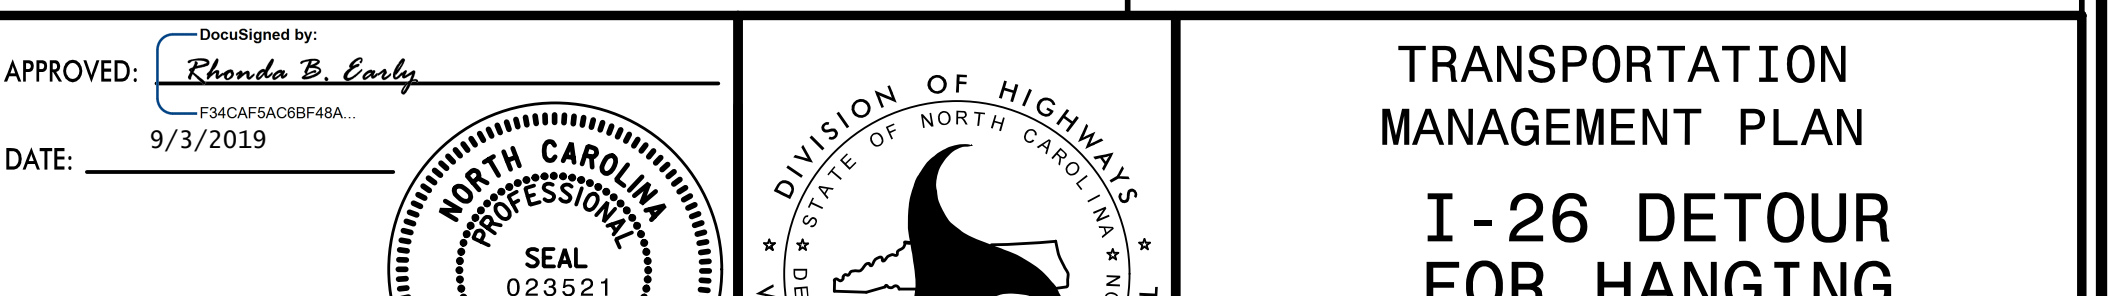 DocuSigned by:
APPROVED: Rhonda B. Early
F34CAF5AC6BF48A...
DATE: 9/3/2019
NORTH CAROLINA
PROFESSIONAL
SEAL
023521
DIVISION OF HIGHWAYS
STATE OF NORTH CAROLINA
TRANSPORTATION
MANAGEMENT PLAN
I-26 DETOUR
FOR HANGING